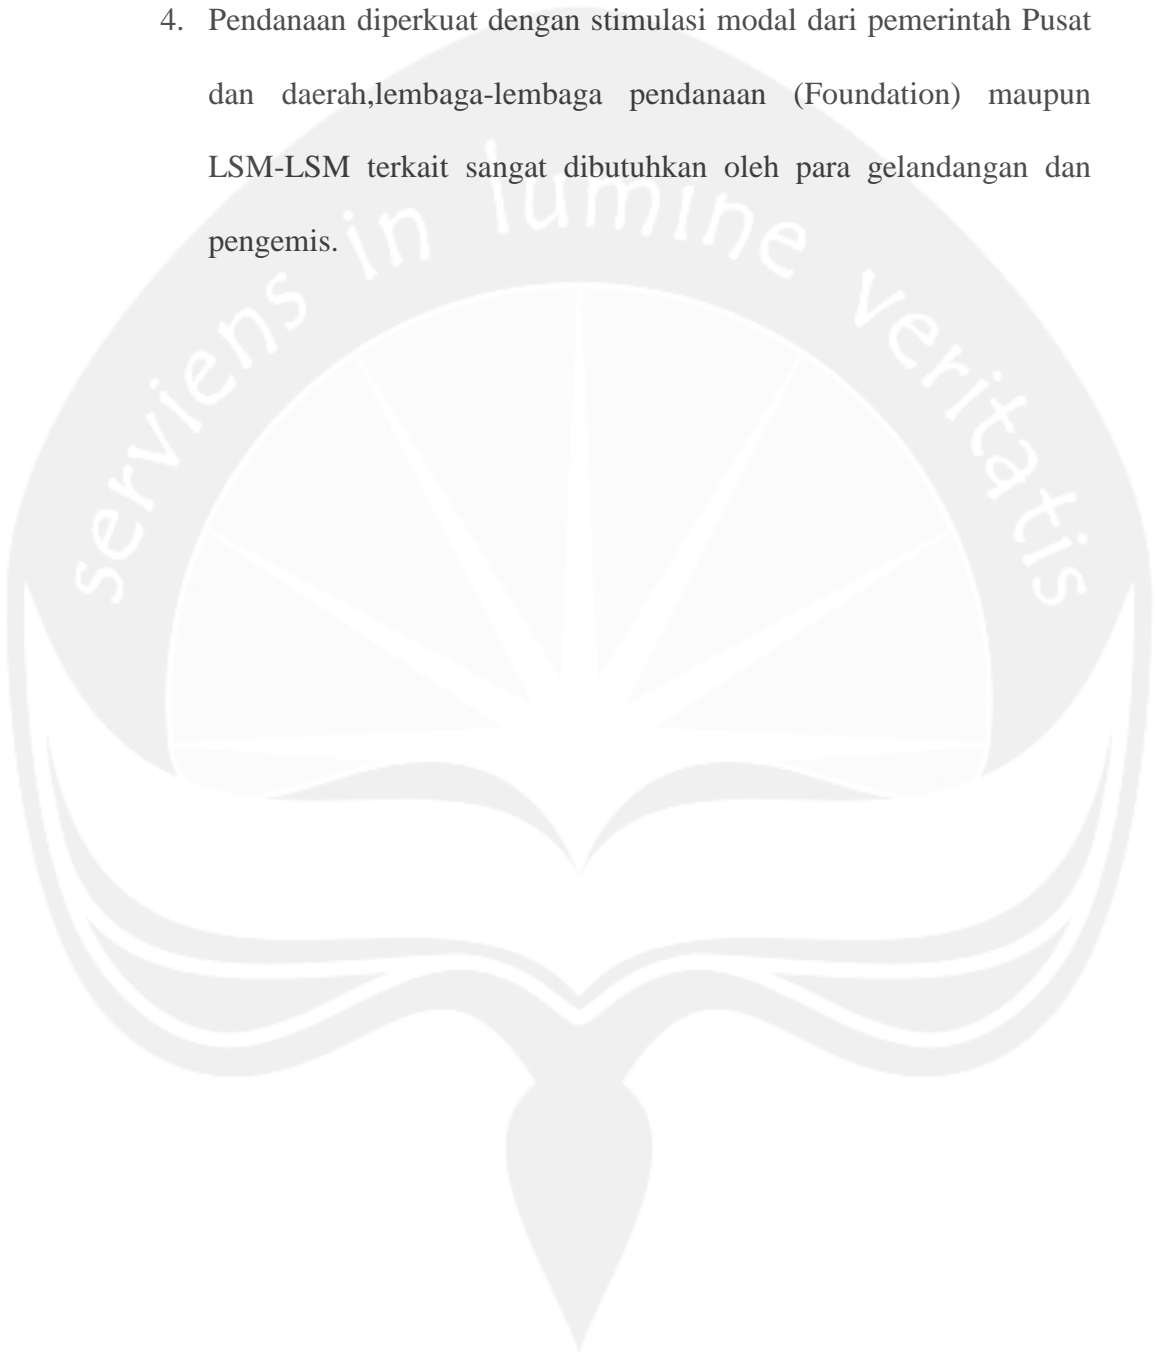 4. Pendanaan diperkuat dengan stimulasi modal dari pemerintah Pusat
dan daerah,lembaga-lembaga pendanaan (Foundation) maupun
LSM-LSM terkait sangat dibutuhkan oleh para gelandangan dan
pengemis.
serviens in lumine veritatis